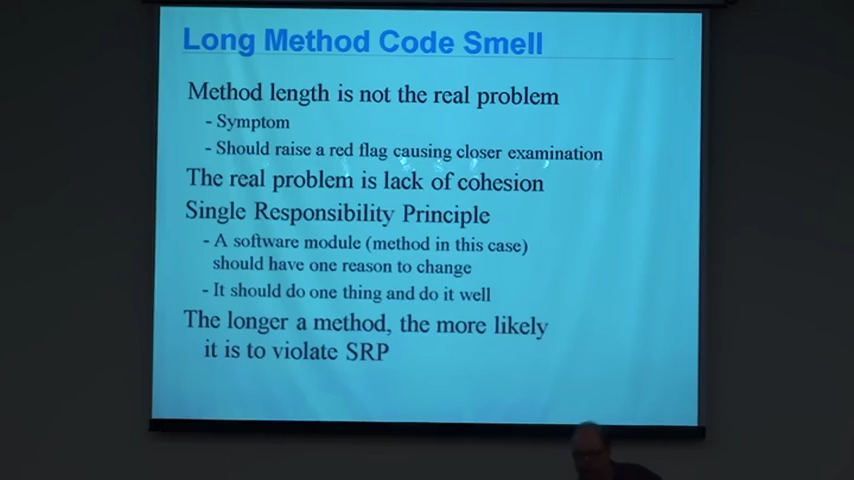 Long Method Code Smell
Method length is not the real problem
- Symptom
- Should raise a red flag causing closer examination
The real problem is lack of cohesion
Single Responsibility Principle
- A software module (method in this case)
should have one reason to change
- It should do one thing and do it well
The longer a method, the more likely
it is to violate SRP